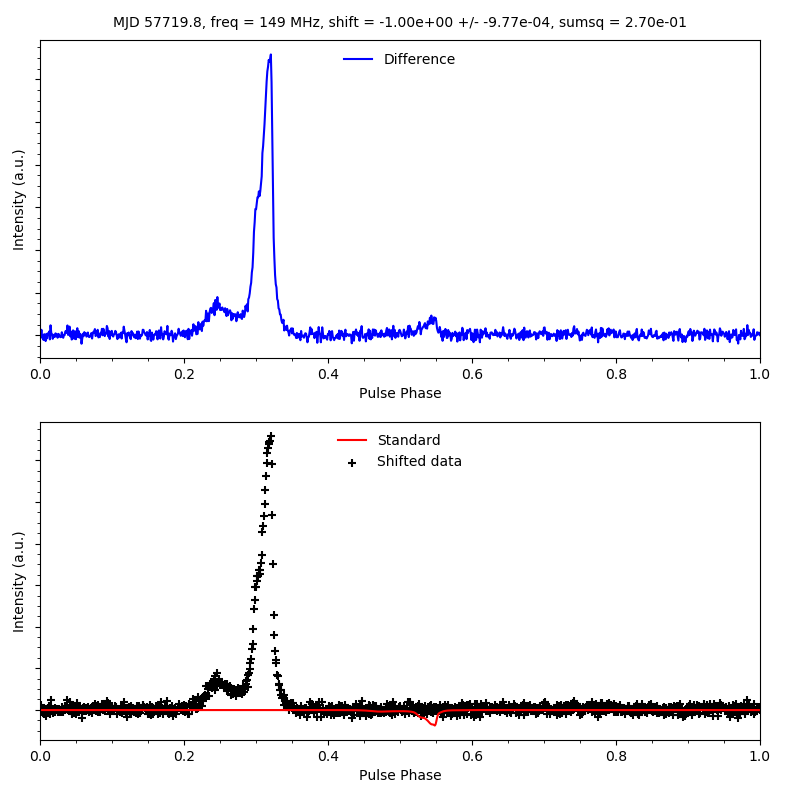 MJD 57719.8, freq = 149 MHz, shift = -1.00e+00 +/- -9.77e-04, sumsq = 2.70e-01
Difference
Intensity (a.u.)
0.0 0.2 0.4 0.6 0.8 1.0
Pulse Phase
Standard
Shifted data
Intensity (a.u.)
0.0 0.2 0.4 0.6 0.8 1.0
Pulse Phase